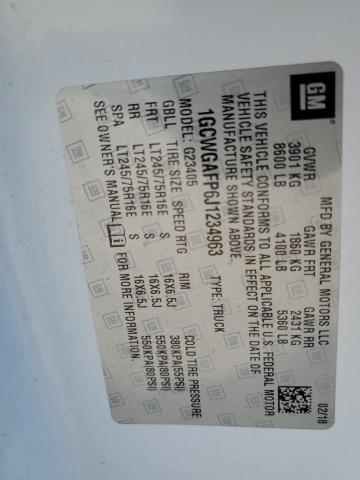 GM
MFD BY GENERAL MOTORS LLC 02/18
GVWR GAWR FRT GAWR RR
3901 KG 1860 KG 2431 KG
8600 LB 4100 LB 5360 LB
THIS VEHICLE CONFORMS TO ALL APPLICABLE U.S. FEDERAL MOTOR
VEHICLE SAFETY STANDARDS IN EFFECT ON THE DATE OF
MANUFACTURE SHOWN ABOVE.
1GCWGAFP6J1234963 TYPE: TRUCK
MODEL: G23405
GBLL TIRE SIZE SPEED RTG RIM COLD TIRE PRESSURE
FRT LT245/75R16E S 16X6.5J 380KPA(55PSI)
RR LT245/75R16E S 16X6.5J 550KPA(80PSI)
SPA LT245/75R16E S 16X6.5J 550KPA(80PSI)
SEE OWNER'S MANUAL FOR MORE INFORMATION.